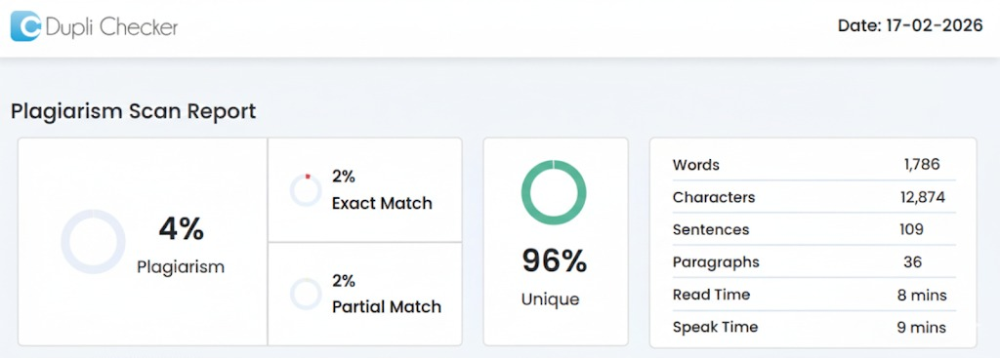 Dupli Checker
Date: 17-02-2026
Plagiarism Scan Report
4%
Plagiarism
2%
Exact Match
2%
Partial Match
96%
Unique
Words 1,786
Characters 12,874
Sentences 109
Paragraphs 36
Read Time 8 mins
Speak Time 9 mins